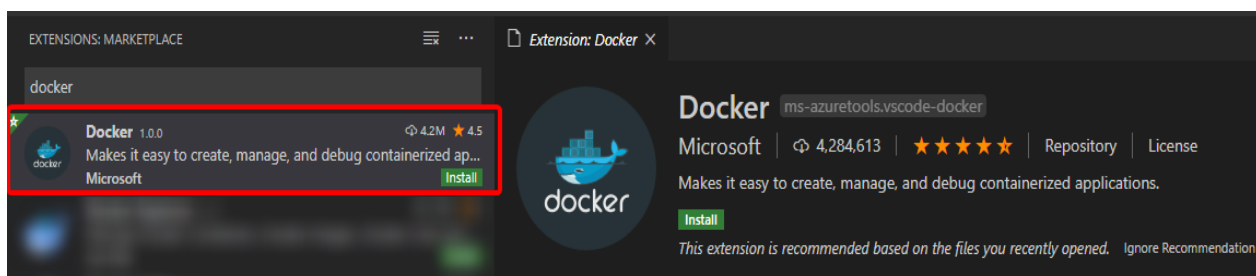 EXTENSIONS: MARKETPLACE
docker
Docker 1.0.0 4.2M 4.5
Makes it easy to create, manage, and debug containerized ap...
Microsoft Install
docker
Extension: Docker
docker
Docker ms-azuretools.vscode-docker
Microsoft 4,284,613 Repository License
Makes it easy to create, manage, and debug containerized applications.
Install
This extension is recommended based on the files you recently opened. Ignore Recommendation